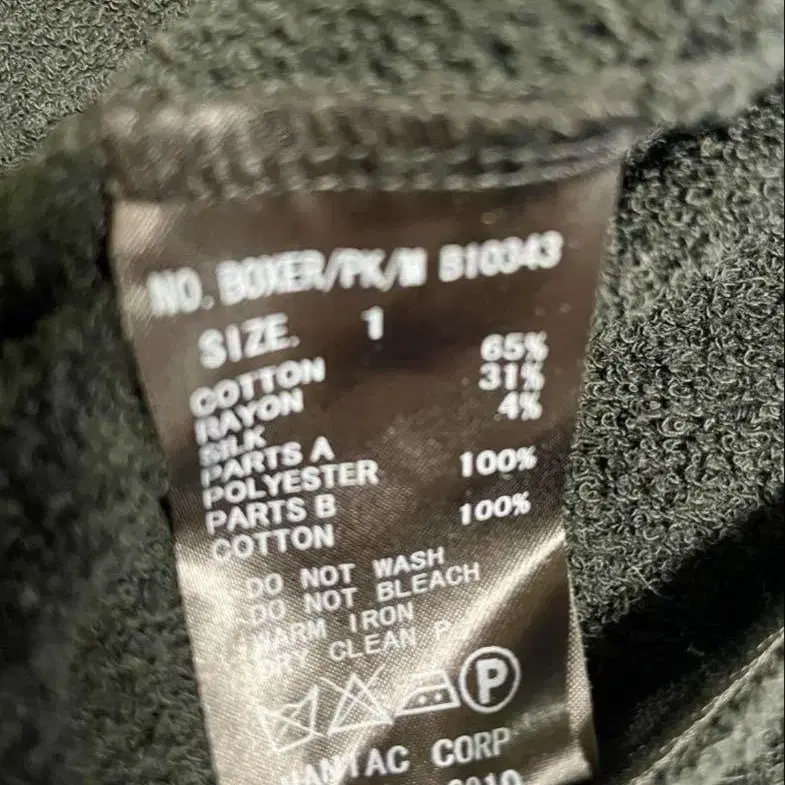 NO. BOXER/PK/M B10343
SIZE. 1
COTTON 65%
RAYON 31%
SILK 4%
PARTS A
POLYESTER 100%
PARTS B
COTTON 100%
DO NOT WASH
DO NOT BLEACH
WARM IRON
DRY CLEAN P
P
CORP